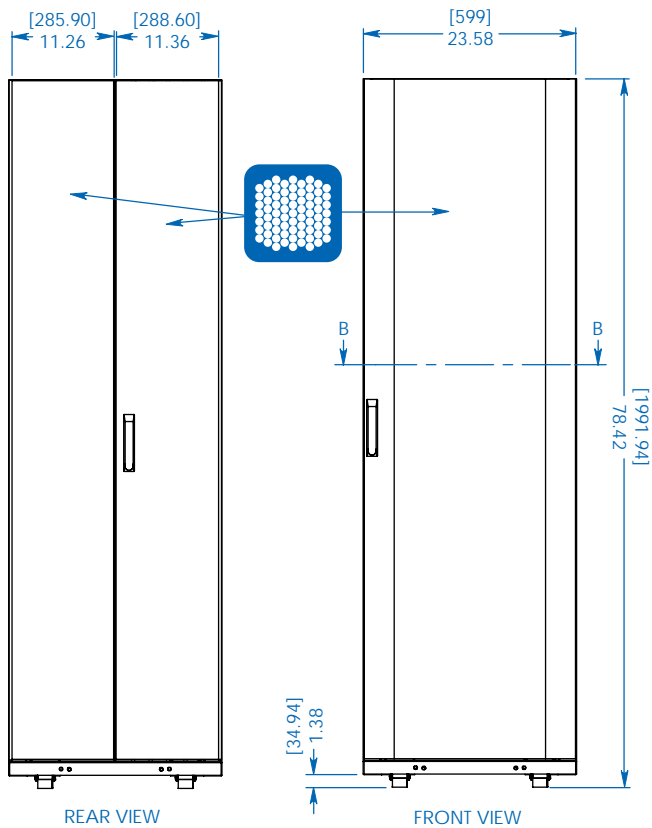 [285.90]
11.26
[288.60]
11.36
[599]
23.58
B
B
[1991.94]
78.42
[34.94]
1.38
REAR VIEW
FRONT VIEW